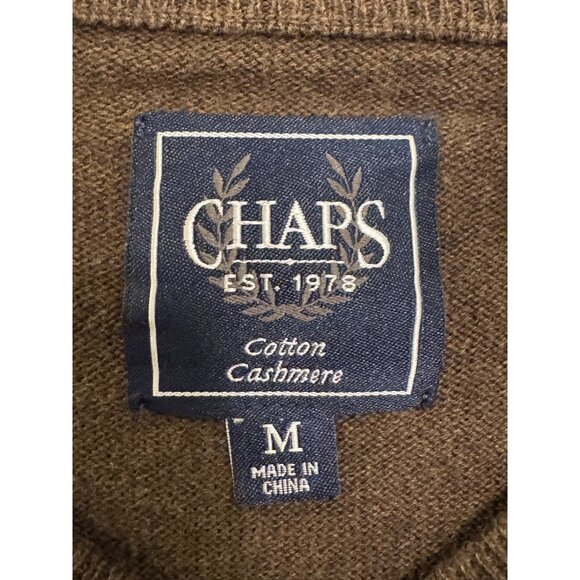 CHAPS
EST. 1978
Cotton
Cashmere
M
MADE IN
CHINA